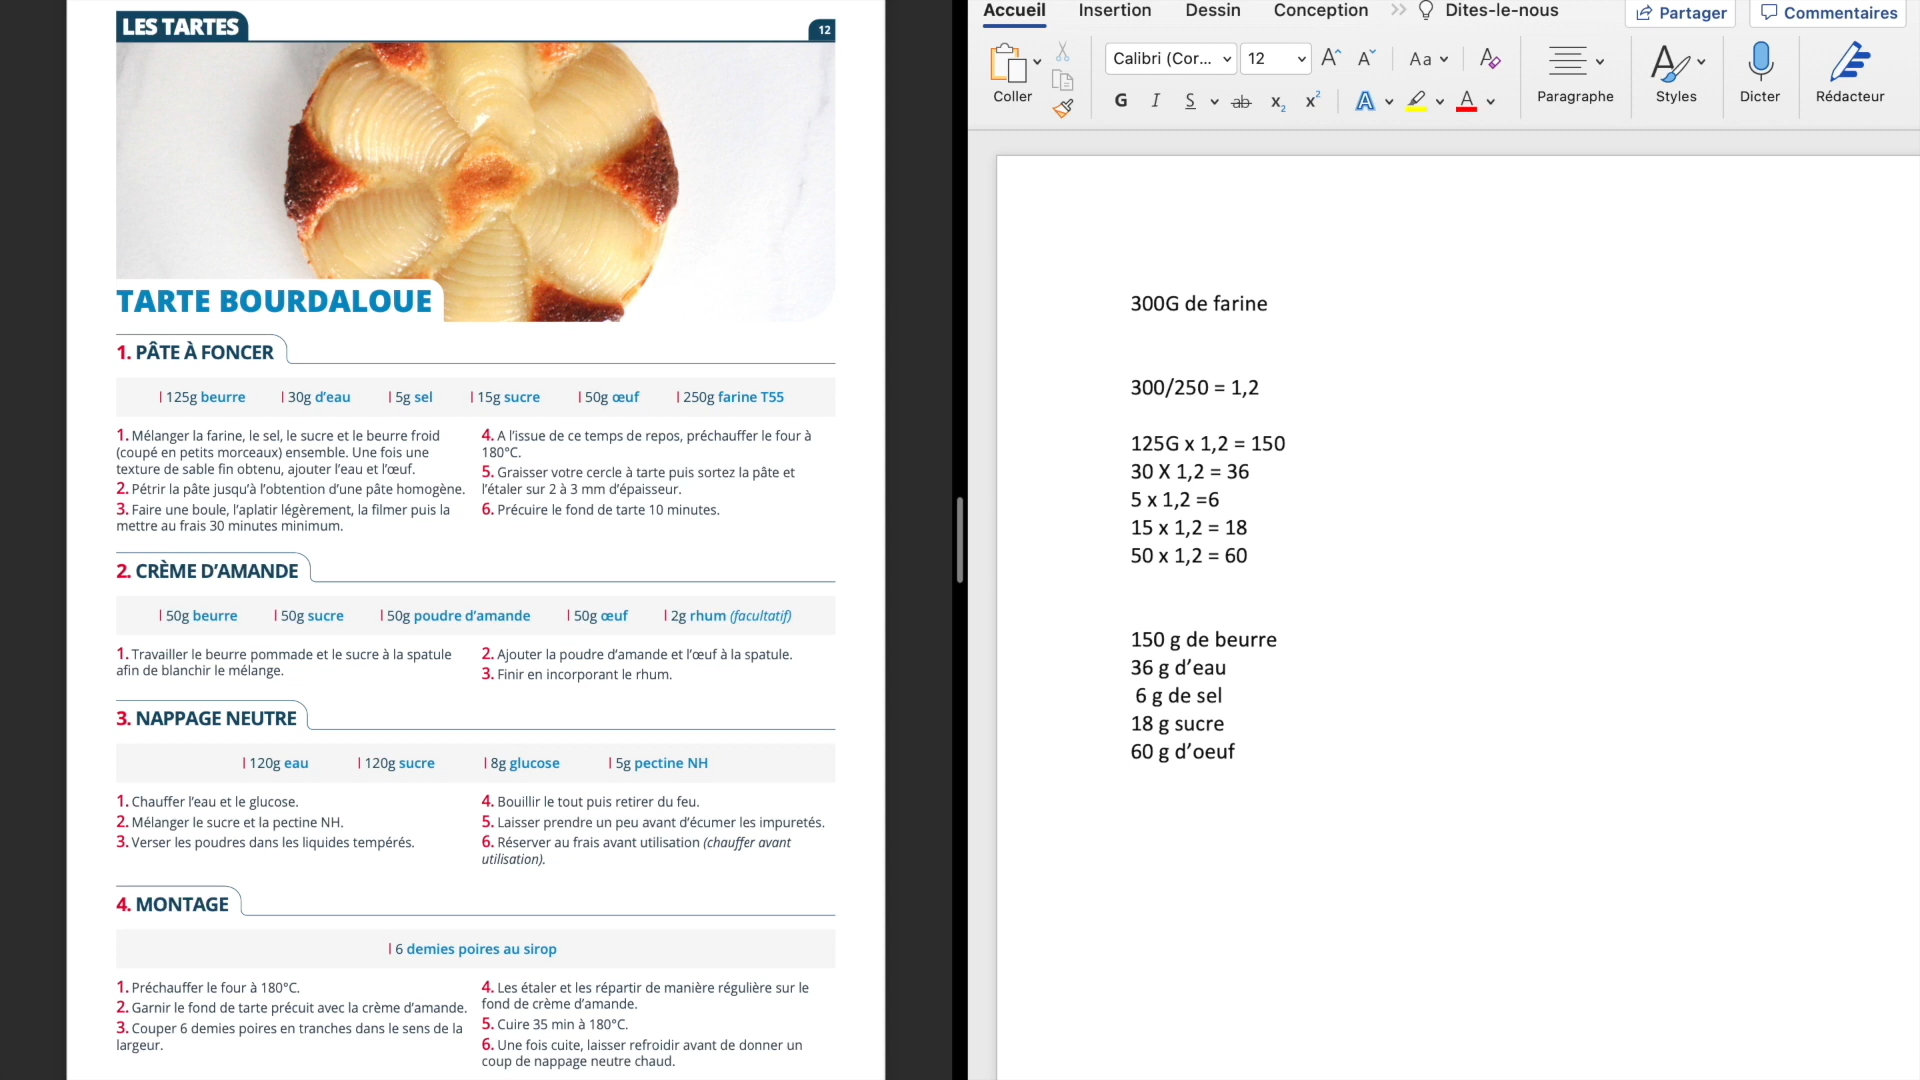 LES TARTES
12
TARTE BOURDALOUE
1. PÂTE À FONCER
| 125g beurre | 30g d’eau | 5g sel | 15g sucre | 50g œuf | 250g farine T55
1. Mélanger la farine, le sel, le sucre et le beurre froid
(coupé en petits morceaux) ensemble. Une fois une
texture de sable fin obtenu, ajouter l’eau et l’œuf.
2. Pétrir la pâte jusqu’à l’obtention d’une pâte homogène.
3. Faire une boule, l’aplatir légèrement, la filmer puis la
mettre au frais 30 minutes minimum.
4. A l’issue de ce temps de repos, préchauffer le four à
180°C.
5. Graisser votre cercle à tarte puis sortez la pâte et
l’étaler sur 2 à 3 mm d’épaisseur.
6. Précuire le fond de tarte 10 minutes.
2. CRÈME D’AMANDE
| 50g beurre | 50g sucre | 50g poudre d’amande | 50g œuf | 2g rhum (facultatif)
1. Travailler le beurre pommade et le sucre à la spatule
afin de blanchir le mélange.
2. Ajouter la poudre d’amande et l’œuf à la spatule.
3. Finir en incorporant le rhum.
3. NAPPAGE NEUTRE
| 120g eau | 120g sucre | 8g glucose | 5g pectine NH
1. Chauffer l’eau et le glucose.
2. Mélanger le sucre et la pectine NH.
3. Verser les poudres dans les liquides tempérés.
4. Bouillir le tout puis retirer du feu.
5. Laisser prendre un peu avant d’écumer les impuretés.
6. Réserver au frais avant utilisation (chauffer avant
utilisation).
4. MONTAGE
| 6 demies poires au sirop
1. Préchauffer le four à 180°C.
2. Garnir le fond de tarte précuit avec la crème d’amande.
3. Couper 6 demies poires en tranches dans le sens de la
largeur.
4. Les étaler et les répartir de manière régulière sur le
fond de crème d’amande.
5. Cuire 35 min à 180°C.
6. Une fois cuite, laisser refroidir avant de donner un
coup de nappage neutre chaud.
Accueil Insertion Dessin Conception >> Dites-le-nous Partager Commentaires
Coller
Calibri (Cor... 12 A^ A˅ Aa A
G I S ab x2 x2 A A
Paragraphe
Styles
Dicter
Rédacteur
300G de farine
300/250 = 1,2
125G x 1,2 = 150
30 X 1,2 = 36
5 x 1,2 =6
15 x 1,2 = 18
50 x 1,2 = 60
150 g de beurre
36 g d’eau
6 g de sel
18 g sucre
60 g d’oeuf